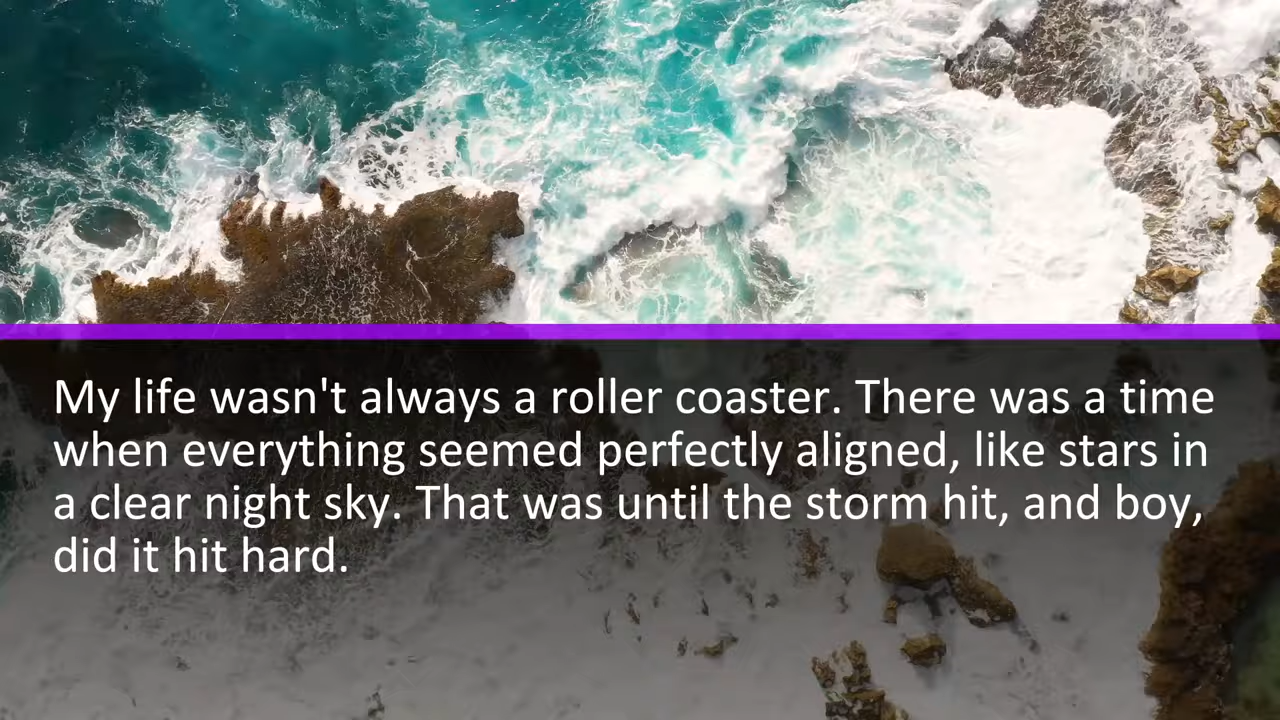 My life wasn't always a roller coaster. There was a time
when everything seemed perfectly aligned, like stars in
a clear night sky. That was until the storm hit, and boy,
did it hit hard.